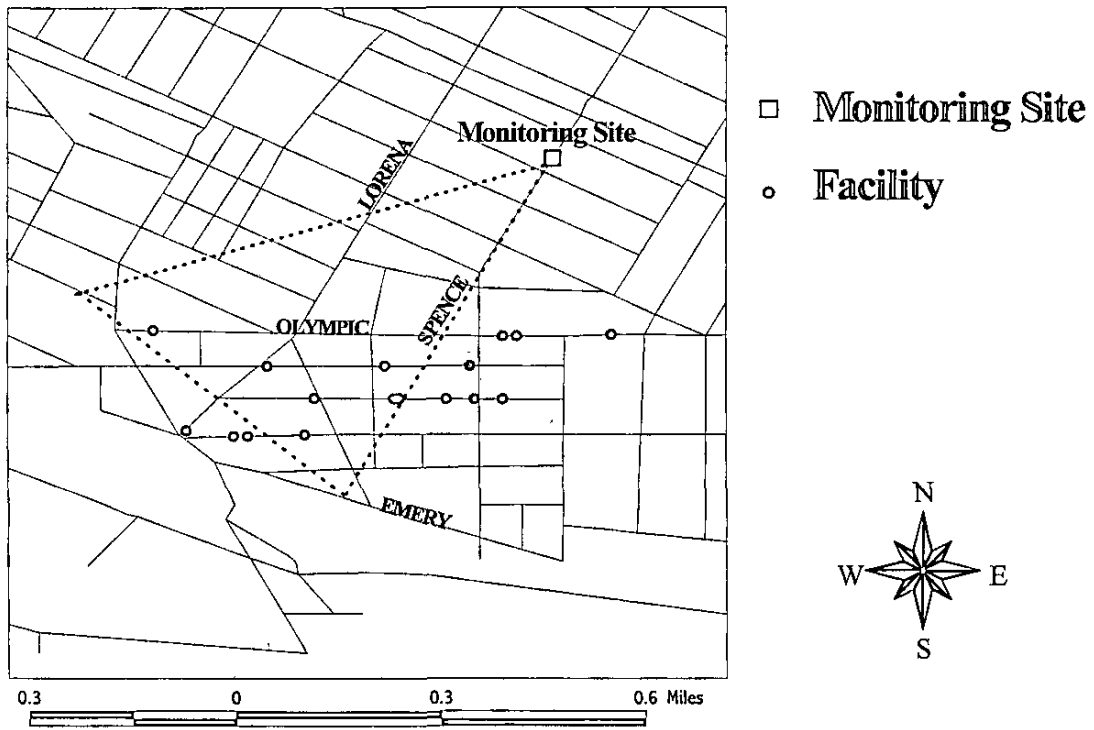 Monitoring Site
Facility
Monitoring Site
LORENA
SPENCE
OLYMPIC
EMERY
N
W E
S
0.3 0 0.3 0.6 Miles